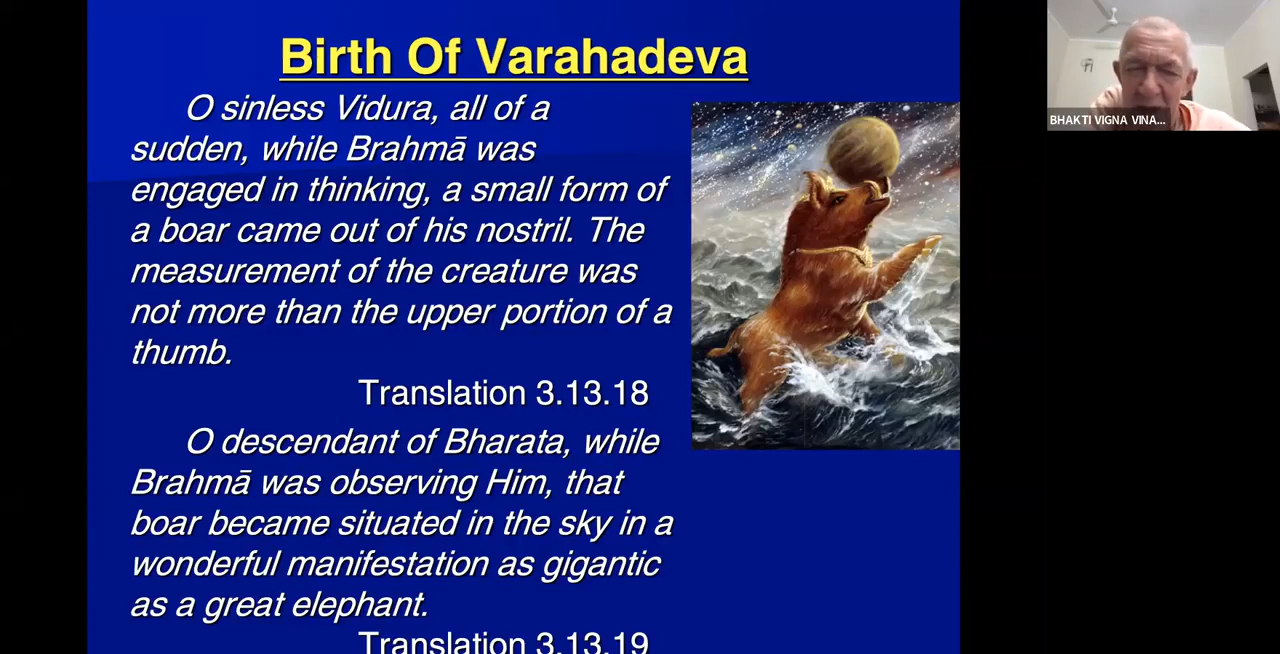 Birth Of Varahadeva
O sinless Vidura, all of a
sudden, while Brahmā was
engaged in thinking, a small form of
a boar came out of his nostril. The
measurement of the creature was
not more than the upper portion of a
thumb.
Translation 3.13.18
O descendant of Bharata, while
Brahmā was observing Him, that
boar became situated in the sky in a
wonderful manifestation as gigantic
as a great elephant.
Translation 3.13.19
BHAKTI VIGNA VINA...